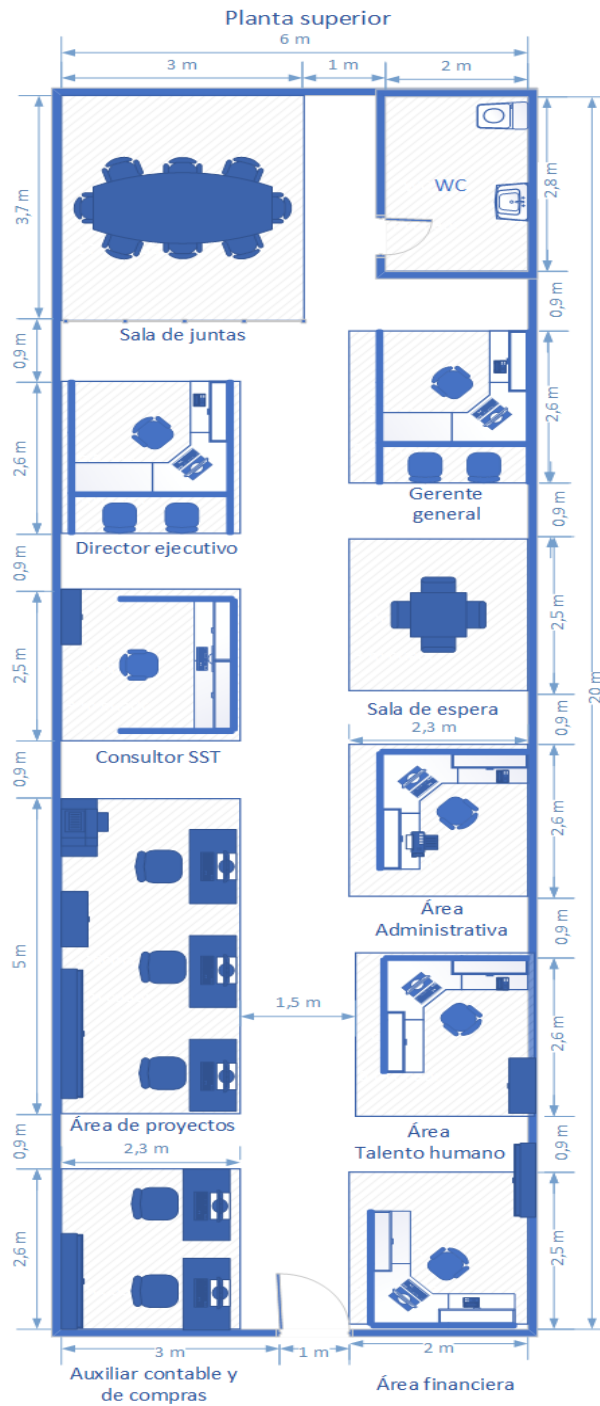 Planta superior
6 m
3 m
1 m
2 m
3,7 m
WC
2,8 m
20 m
0,9 m
Sala de juntas
0,9 m
2,6 m
2,6 m
Gerente
general
0,9 m
Director ejecutivo
0,9 m
2,5 m
2,5 m
Sala de espera
2,3 m
0,9 m
Consultor SST
0,9 m
2,6 m
Área
Administrativa
0,9 m
5 m
1,5 m
2,6 m
Área de proyectos
Área
Talento humano
0,9 m
2,3 m
0,9 m
2,6 m
2,5 m
3 m
1 m
2 m
Auxiliar contable y
de compras
Área financiera